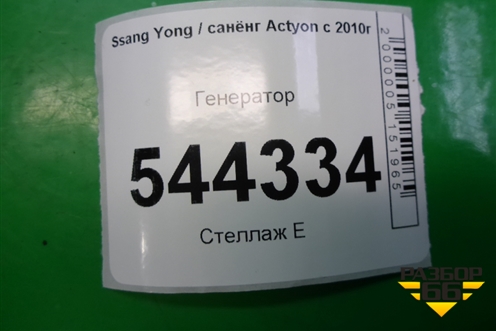 Ssang Yong / санёнг Actyon с 2010г
Генератор
544334
Стеллаж Е
2000005151965
РАЗБОР
66